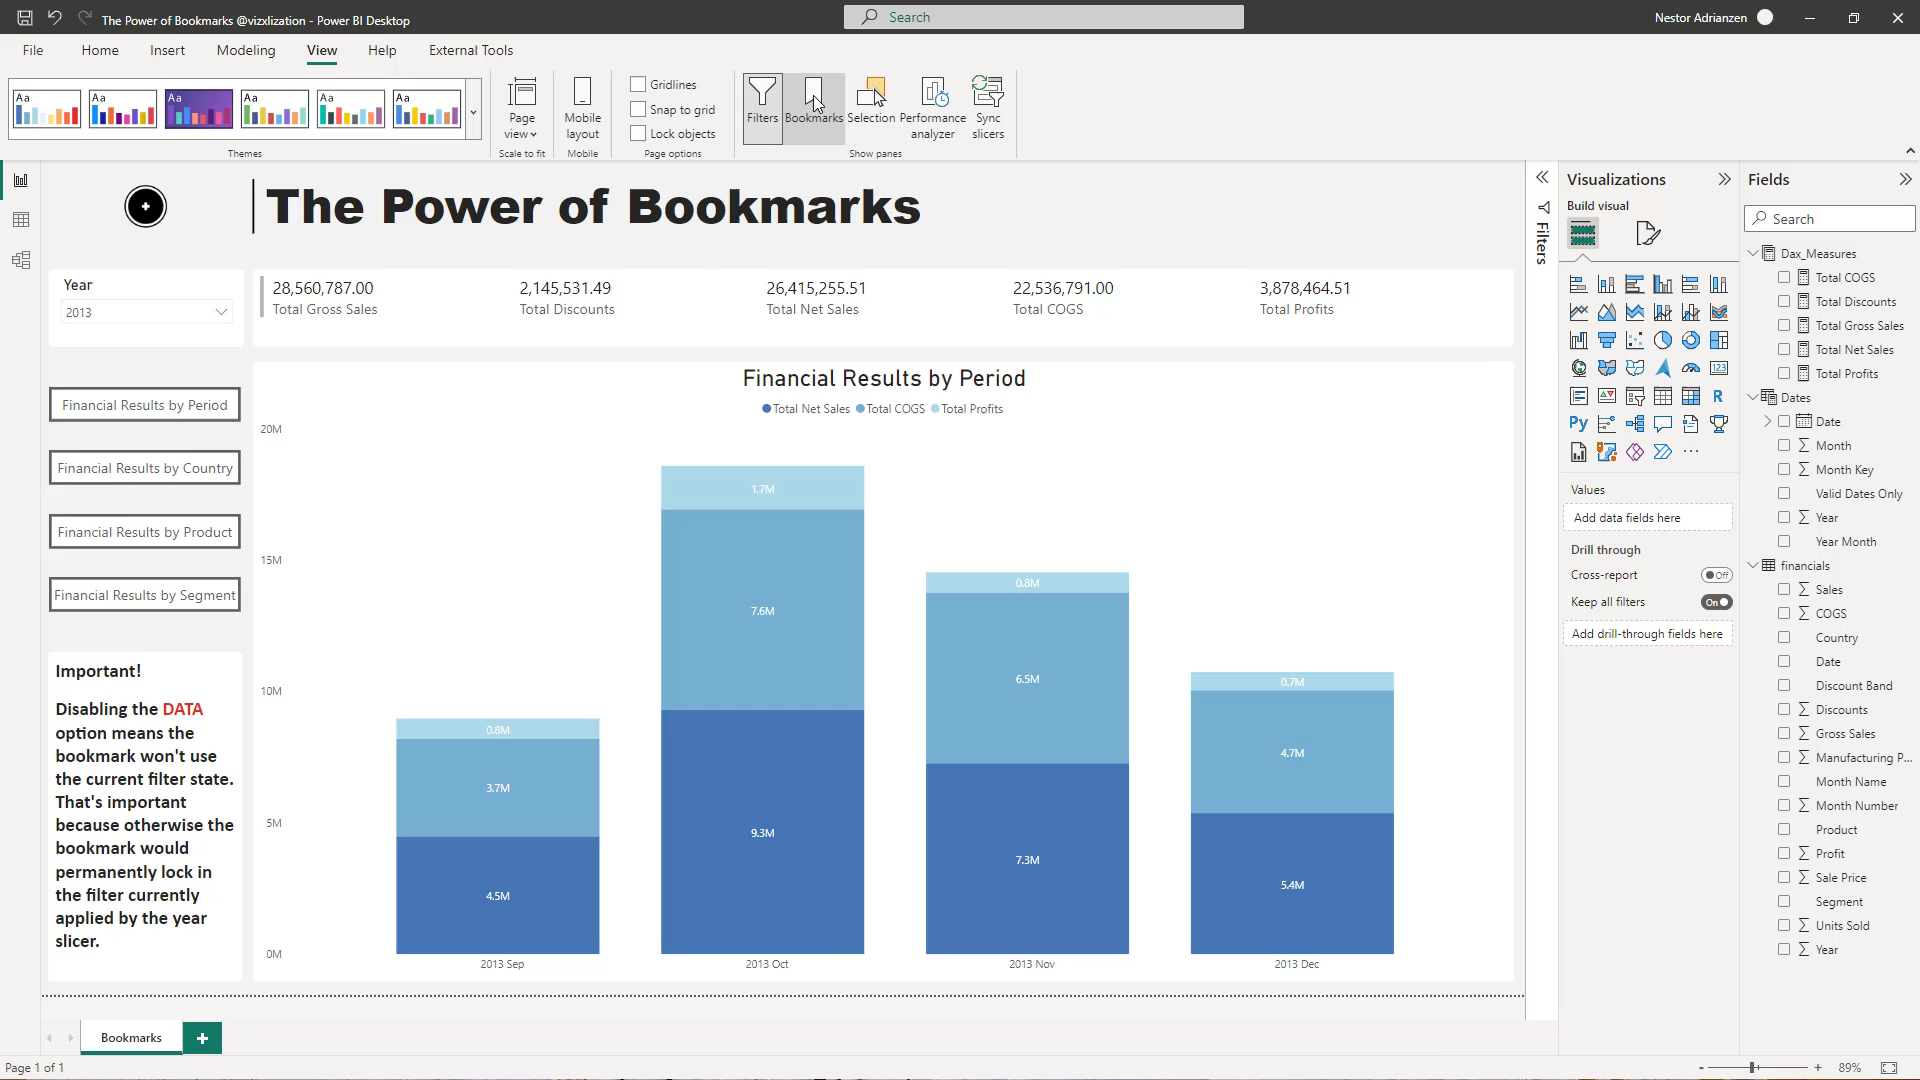 The Power of Bookmarks @vizxlization - Power BI Desktop
Search
Nestor Adrianzen
File
Home
Insert
Modeling
View
Help
External Tools
Aa
Aa
Aa
Aa
Aa
Aa
Themes
Page view
Scale to fit
Mobile layout
Mobile
Gridlines
Snap to grid
Lock objects
Page options
Filters
Bookmarks
Selection
Performance analyzer
Sync slicers
Show panes
The Power of Bookmarks
Year
2013
28,560,787.00
Total Gross Sales
2,145,531.49
Total Discounts
26,415,255.51
Total Net Sales
22,536,791.00
Total COGS
3,878,464.51
Total Profits
Financial Results by Period
Financial Results by Country
Financial Results by Product
Financial Results by Segment
Important!
Disabling the DATA
option means the
bookmark won't use
the current filter state.
That's important
because otherwise the
bookmark would
permanently lock in
the filter currently
applied by the year
slicer.
Financial Results by Period
Total Net Sales
Total COGS
Total Profits
20M
15M
10M
5M
0M
0.8M
3.7M
4.5M
1.7M
7.6M
9.3M
0.8M
6.5M
7.3M
0.7M
4.7M
5.4M
2013 Sep
2013 Oct
2013 Nov
2013 Dec
Filters
Visualizations
Build visual
123
R
Py
Values
Add data fields here
Drill through
Cross-report
Off
Keep all filters
On
Add drill-through fields here
Fields
Search
Dax_Measures
Total COGS
Total Discounts
Total Gross Sales
Total Net Sales
Total Profits
Dates
Date
Month
Month Key
Valid Dates Only
Year
Year Month
financials
Sales
COGS
Country
Date
Discount Band
Discounts
Gross Sales
Manufacturing P...
Month Name
Month Number
Product
Profit
Sale Price
Segment
Units Sold
Year
Bookmarks
Page 1 of 1
89%